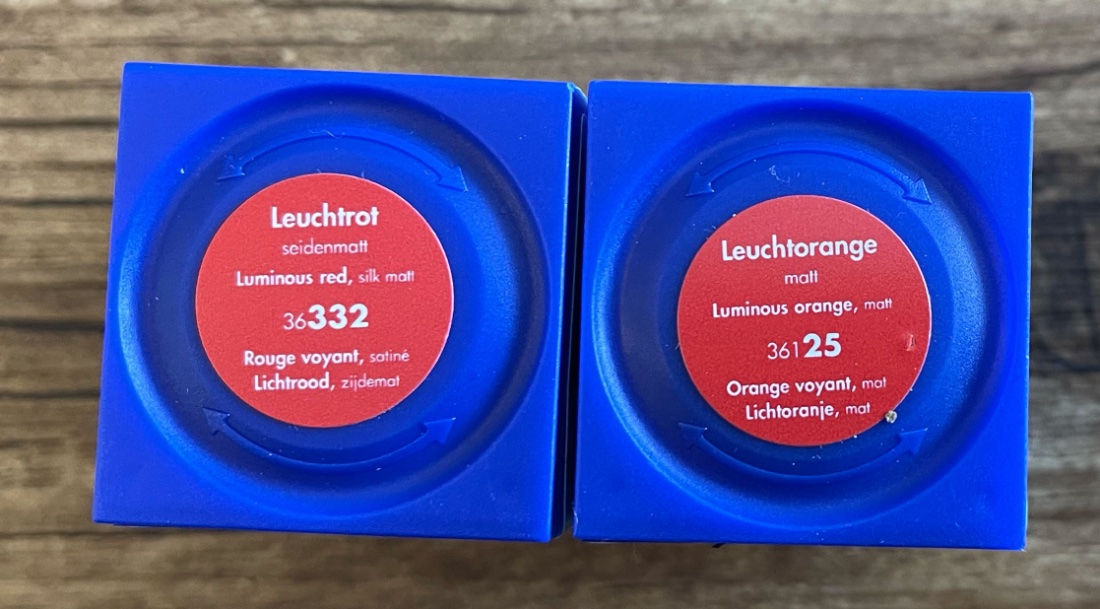 Leuchtrot
seidenmatt
Luminous red, silk matt
36332
Rouge voyant, satiné
Lichtrood, zijdemat
Leuchtorange
matt
Luminous orange, matt
36125
Orange voyant, mat
Lichtoranje, mat